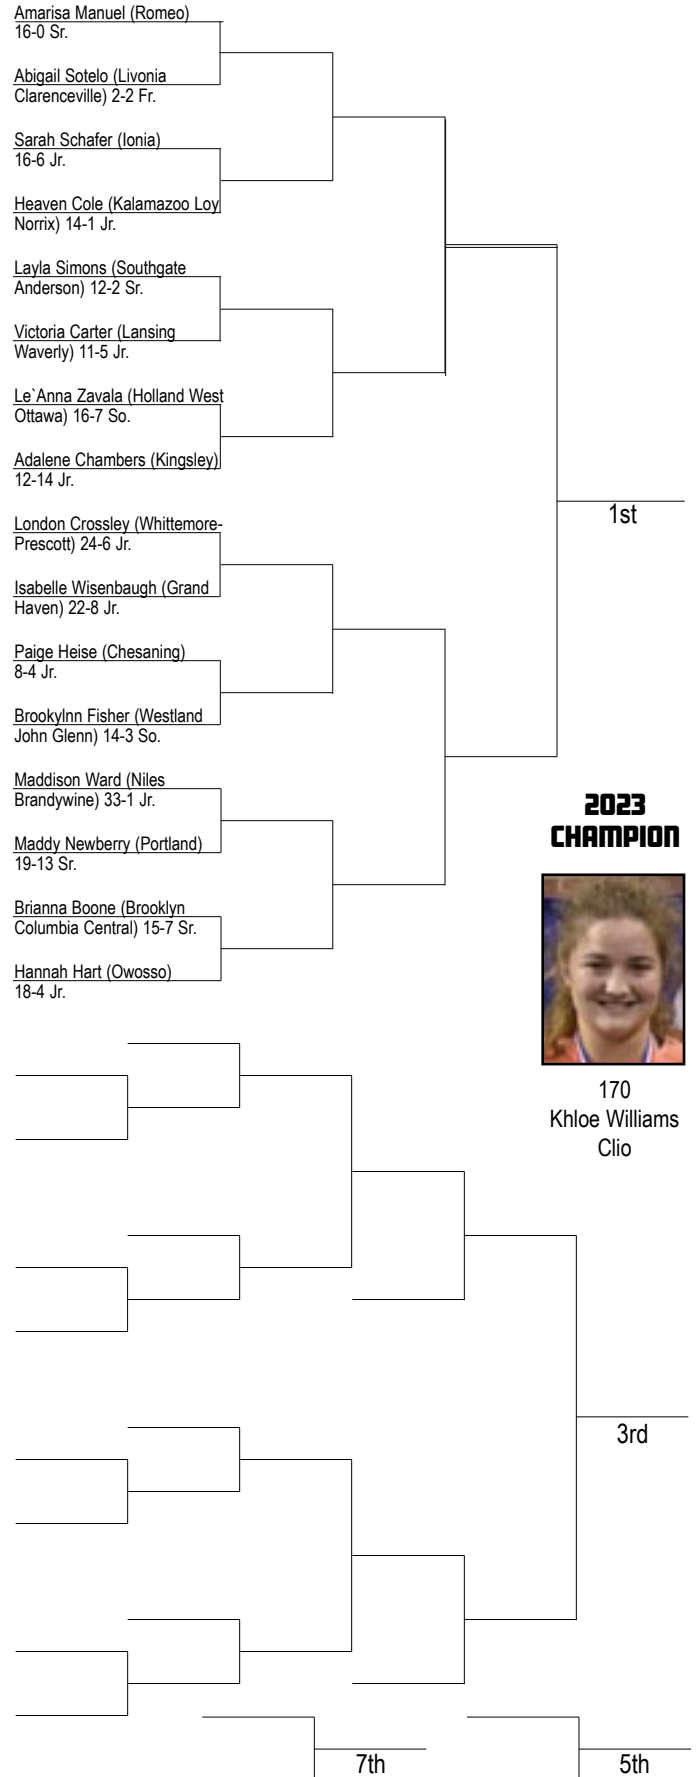 Amarisa Manuel (Romeo)
16-0 Sr.
Abigail Sotelo (Livonia
Clarenceville) 2-2 Fr.
Sarah Schafer (Ionia)
16-6 Jr.
Heaven Cole (Kalamazoo Loy
Norrix) 14-1 Jr.
Layla Simons (Southgate
Anderson) 12-2 Sr.
Victoria Carter (Lansing
Waverly) 11-5 Jr.
Le`Anna Zavala (Holland West
Ottawa) 16-7 So.
Adalene Chambers (Kingsley)
12-14 Jr.
London Crossley (Whittemore-
Prescott) 24-6 Jr.
Isabelle Wisenbaugh (Grand
Haven) 22-8 Jr.
Paige Heise (Chesaning)
8-4 Jr.
Brookylnn Fisher (Westland
John Glenn) 14-3 So.
Maddison Ward (Niles
Brandywine) 33-1 Jr.
Maddy Newberry (Portland)
19-13 Sr.
Brianna Boone (Brooklyn
Columbia Central) 15-7 Sr.
Hannah Hart (Owosso)
18-4 Jr.
1st
2023
CHAMPION
170
Khloe Williams
Clio
3rd
7th
5th